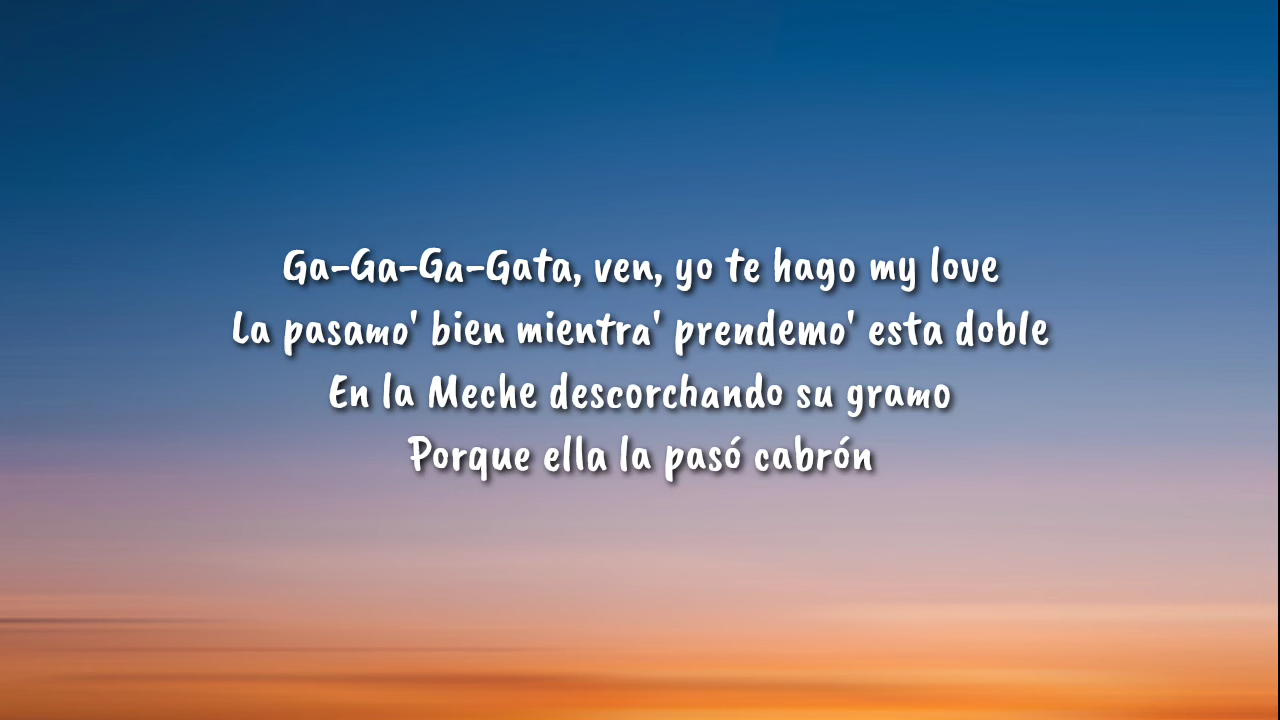 Ga-Ga-Ga-Gata, ven, yo te hago my love
La pasamo' bien mientra' prendemo' esta doble
En la Meche descorchando su gramo
Porque ella la pasó cabrón